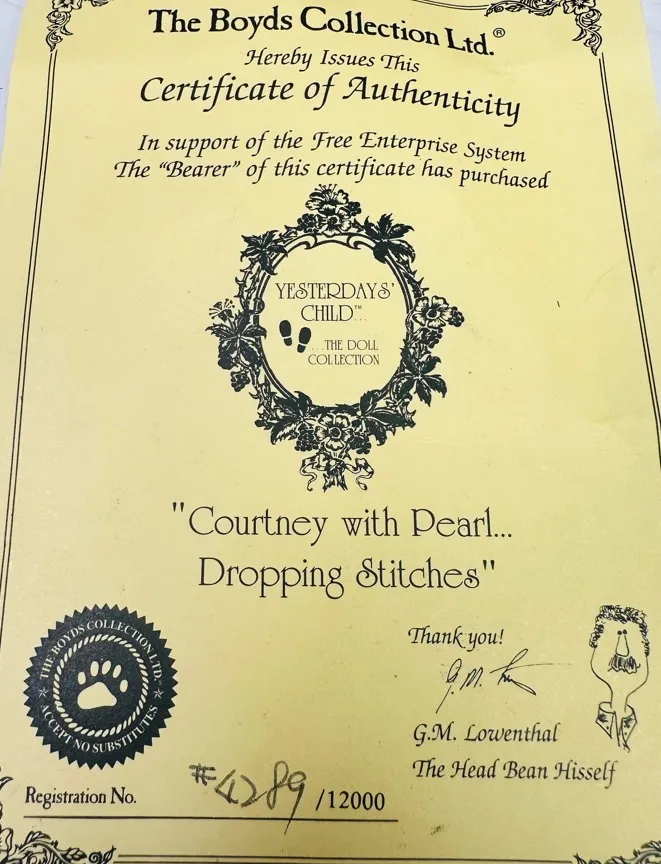 The Boyds Collection Ltd.®
Hereby Issues This
Certificate of Authenticity
In support of the Free Enterprise System
The "Bearer" of this certificate has purchased
YESTERDAYS'
CHILD™...
...THE DOLL
COLLECTION
"Courtney with Pearl...
Dropping Stitches"
THE BOYDS COLLECTION LTD.
ACCEPT NO SUBSTITUTES
Thank you!
G.M. Lowenthal
The Head Bean Hisself
Registration No. #4289 /12000